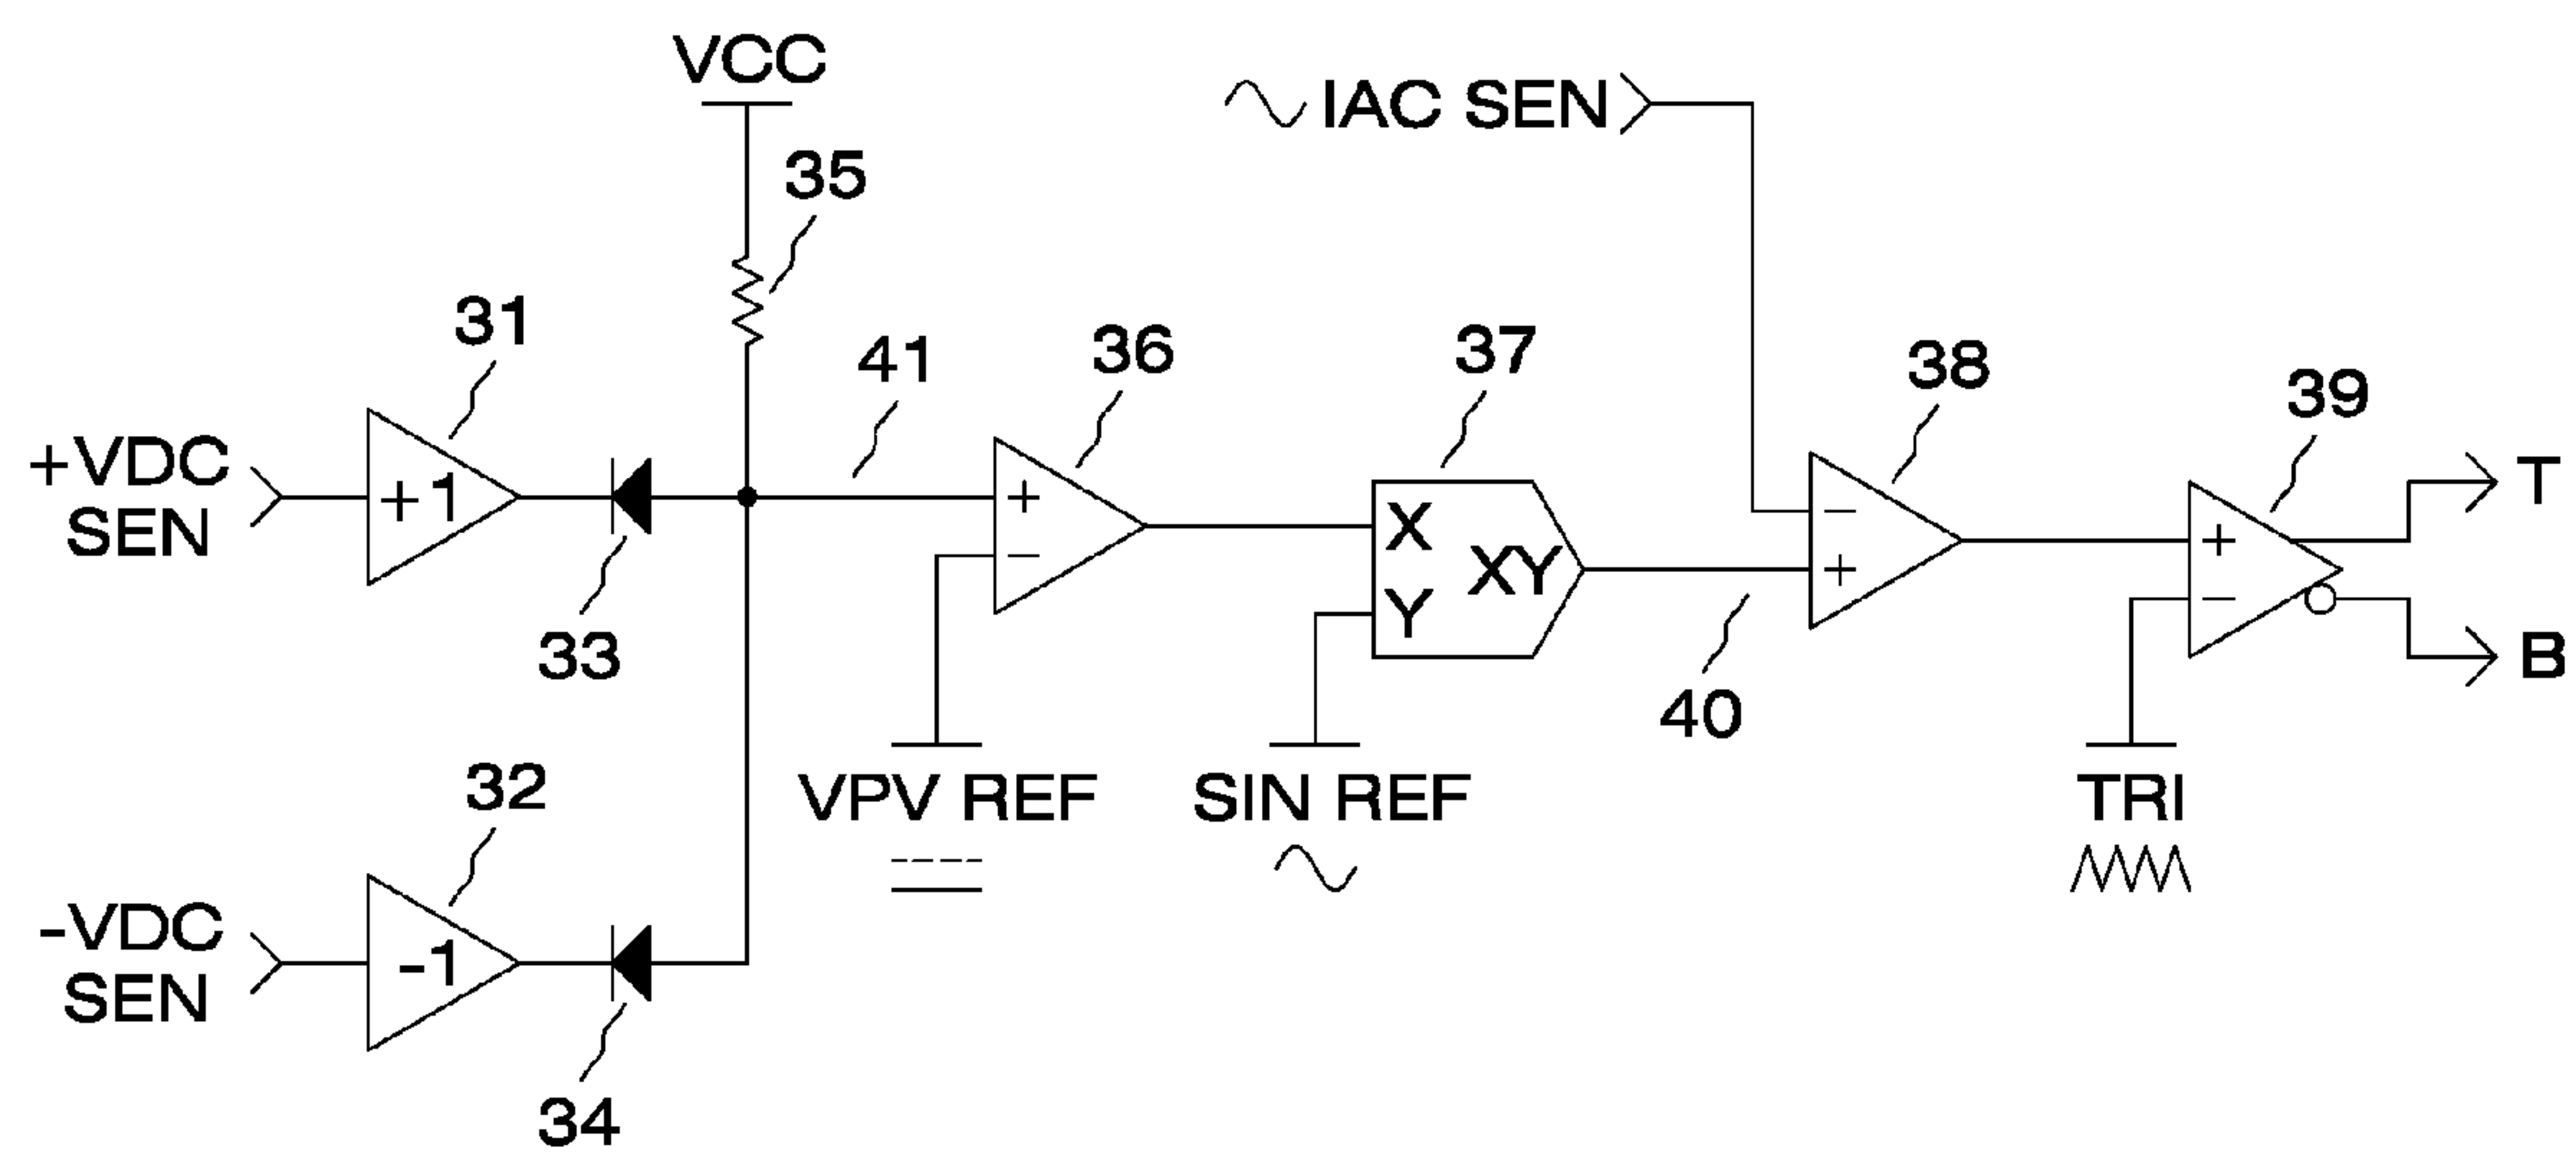 VCC
IAC SEN
35
31
41
36
37
38
39
+VDC
SEN
+1
+
−
X
Y
XY
−
+
+
−
T
B
33
40
32
VPV REF
SIN REF
TRI
-VDC
SEN
-1
34